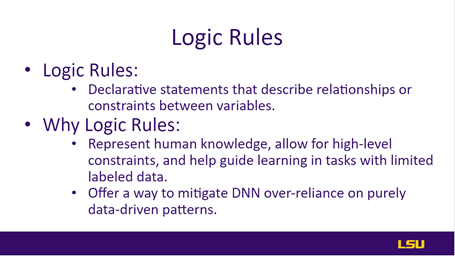 Logic Rules
• Logic Rules:
• Declarative statements that describe relationships or
constraints between variables.
• Why Logic Rules:
• Represent human knowledge, allow for high-level
constraints, and help guide learning in tasks with limited
labeled data.
• Offer a way to mitigate DNN over-reliance on purely
data-driven patterns.
LSU